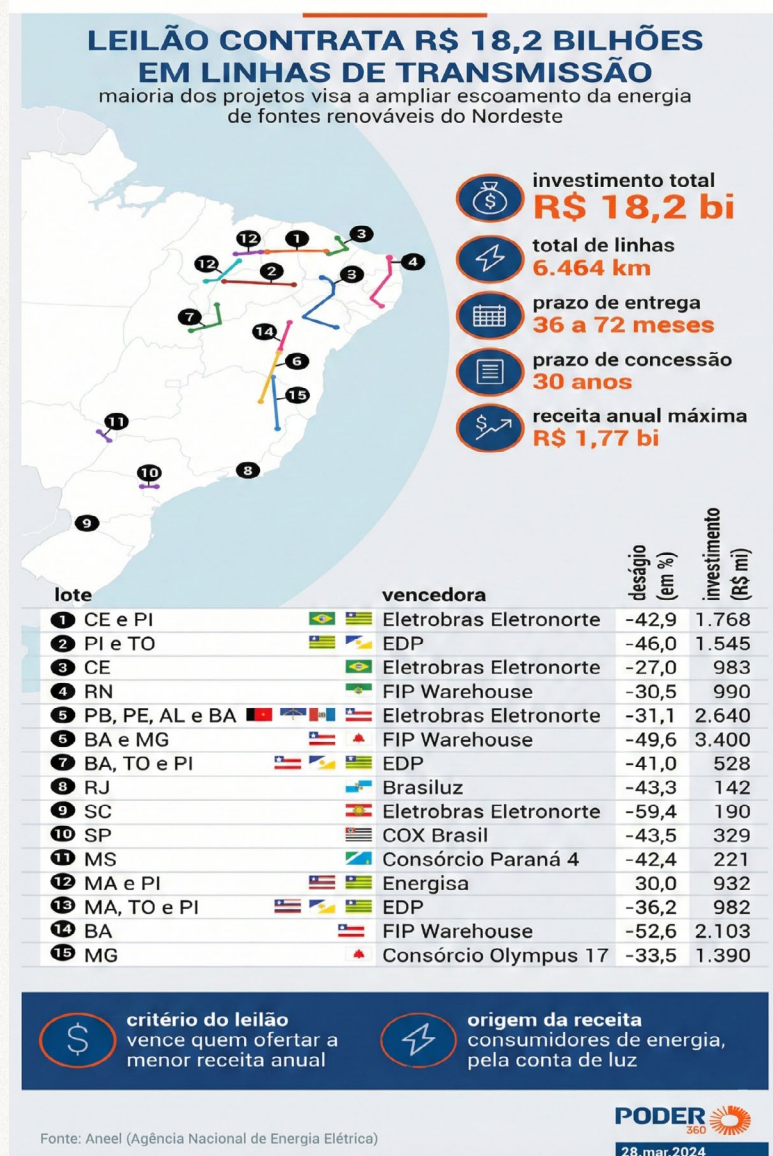 LEILÃO CONTRATA R$ 18,2 BILHÕES
EM LINHAS DE TRANSMISSÃO
maioria dos projetos visa a ampliar escoamento da energia
de fontes renováveis do Nordeste
investimento total
R$ 18,2 bi
total de linhas
6.464 km
prazo de entrega
36 a 72 meses
prazo de concessão
30 anos
receita anual máxima
R$ 1,77 bi
12
1
3
4
12
2
3
7
14
6
15
11
10
8
9
lote vencedora deságio (em %) investimento (R$ mi)
1 CE e PI Eletrobras Eletronorte -42,9 1.768
2 PI e TO EDP -46,0 1.545
3 CE Eletrobras Eletronorte -27,0 983
4 RN FIP Warehouse -30,5 990
5 PB, PE, AL e BA Eletrobras Eletronorte -31,1 2.640
6 BA e MG FIP Warehouse -49,6 3.400
7 BA, TO e PI EDP -41,0 528
8 RJ Brasiluz -43,3 142
9 SC Eletrobras Eletronorte -59,4 190
10 SP COX Brasil -43,5 329
11 MS Consórcio Paraná 4 -42,4 221
12 MA e PI Energisa 30,0 932
13 MA, TO e PI EDP -36,2 982
14 BA FIP Warehouse -52,6 2.103
15 MG Consórcio Olympus 17 -33,5 1.390
critério do leilão
vence quem ofertar a
menor receita anual
origem da receita
consumidores de energia,
pela conta de luz
Fonte: Aneel (Agência Nacional de Energia Elétrica)
PODER
360
28.mar.2024